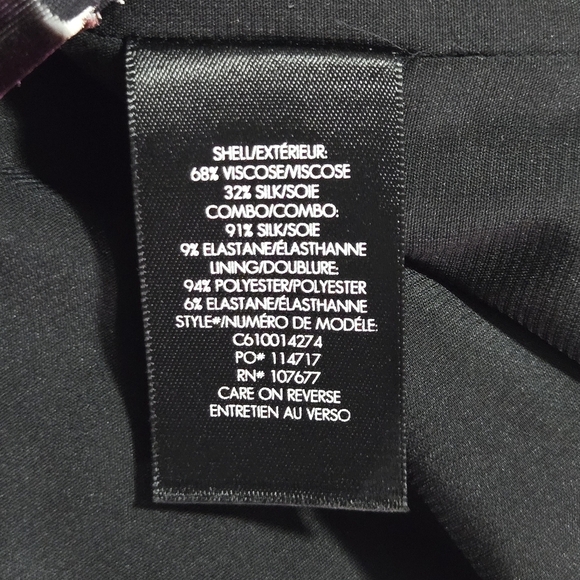 SHELL/EXTÉRIEUR:
68% VISCOSE/VISCOSE
32% SILK/SOIE
COMBO/COMBO:
91% SILK/SOIE
9% ELASTANE/ÉLASTHANNE
LINING/DOUBLURE:
94% POLYESTER/POLYESTER
6% ELASTANE/ÉLASTHANNE
STYLE#/NUMÉRO DE MODÉLE:
C610014274
PO# 114717
RN# 107677
CARE ON REVERSE
ENTRETIEN AU VERSO